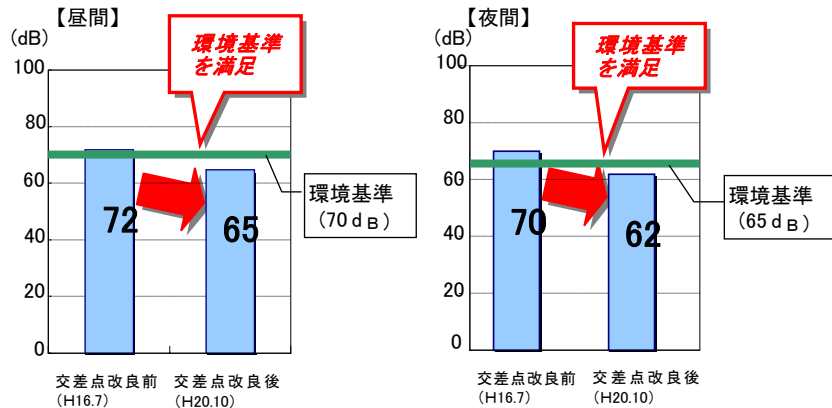 【昼間】
(dB)
環境基準
を満足
100
80
60
40
20
0
72
65
環境基準
（70ｄB）
交差点改良前
(H16.7)
交差点改良後
(H20.10)
【夜間】
(dB)
環境基準
を満足
100
80
60
40
20
0
70
62
環境基準
（65ｄB）
交差点改良前
(H16.7)
交差点改良後
(H20.10)